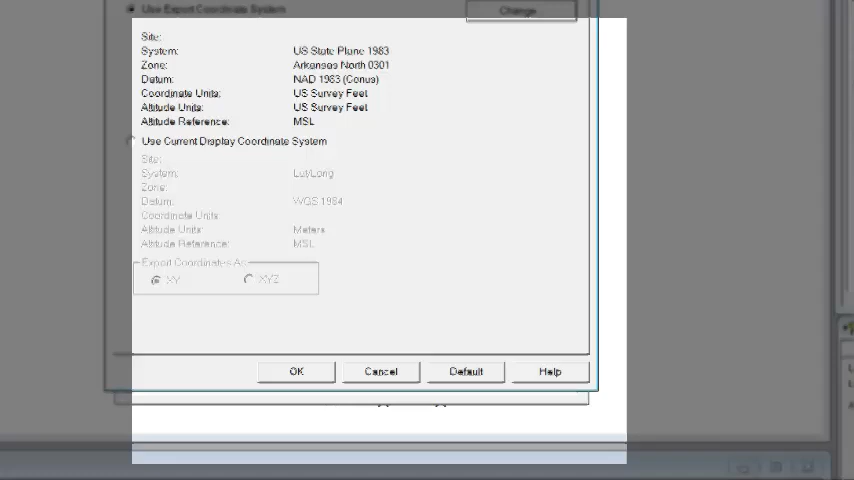 Use Export Coordinate System
Change
Site:
System: US State Plane 1983
Zone: Arkansas North 0301
Datum: NAD 1983 (Conus)
Coordinate Units: US Survey Feet
Altitude Units: US Survey Feet
Altitude Reference: MSL
Use Current Display Coordinate System
Site:
System: Lat/Long
Zone:
Datum: WGS 1984
Coordinate Units:
Altitude Units: Meters
Altitude Reference: MSL
Export Coordinates As
XY XYZ
OK Cancel Default Help